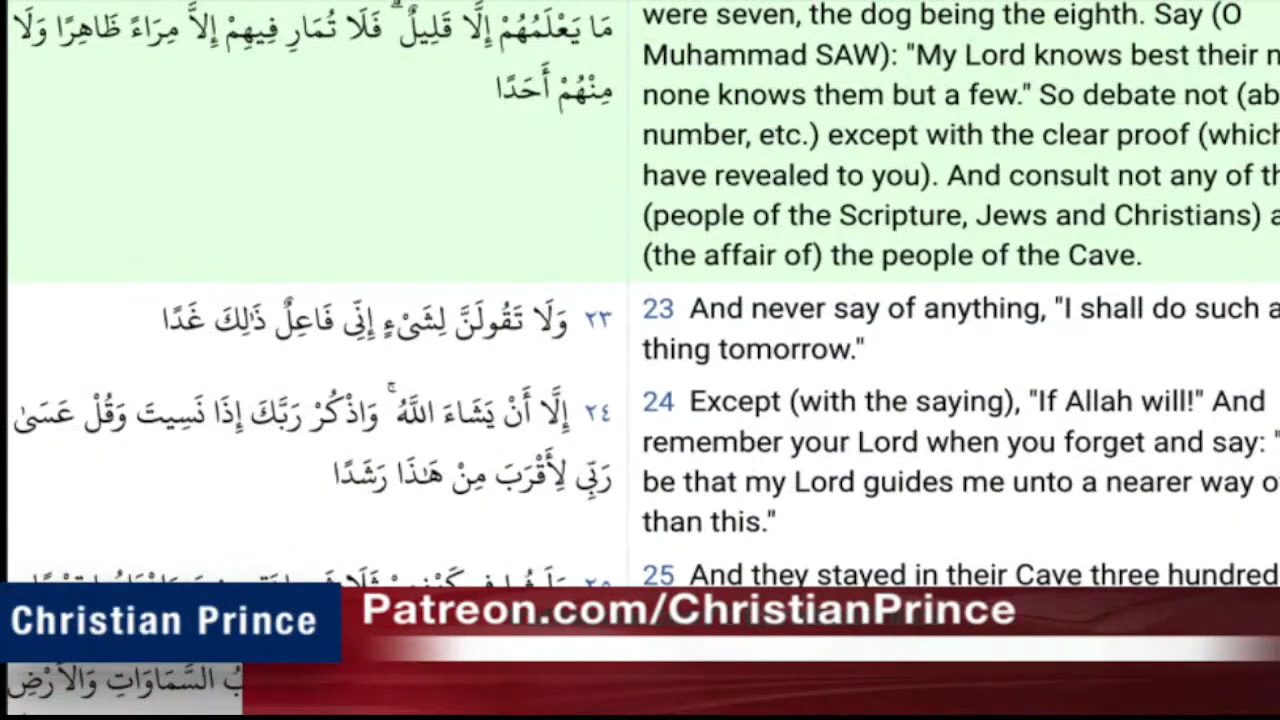 مَا يَعْلَمُهُمْ إِلَّا قَلِيلٌ ۗ فَلَا تُمَارِ فِيهِمْ إِلَّا مِرَاءً ظَاهِرًا وَلَا
مِنْهُمْ أَحَدًا
٢٣ وَلَا تَقُولَنَّ لِشَيْءٍ إِنِّي فَاعِلٌ ذَٰلِكَ غَدًا
٢٤ إِلَّا أَنْ يَشَاءَ اللَّهُ ۚ وَاذْكُرْ رَبَّكَ إِذَا نَسِيتَ وَقُلْ عَسَىٰ
رَبِّي لِأَقْرَبَ مِنْ هَـٰذَا رَشَدًا
were seven, the dog being the eighth. Say (O
Muhammad SAW): "My Lord knows best their
none knows them but a few." So debate not
number, etc.) except with the clear proof (which
have revealed to you). And consult not any of
(people of the Scripture, Jews and Christians)
(the affair of) the people of the Cave.
23 And never say of anything, "I shall do such a
thing tomorrow."
24 Except (with the saying), "If Allah will!" And
remember your Lord when you forget and say: "
be that my Lord guides me unto a nearer way
than this."
25 And they stayed in their Cave three hundred
Christian Prince
Patreon.com/ChristianPrince
السَّمَاوَاتِ وَالْأَرْضِ